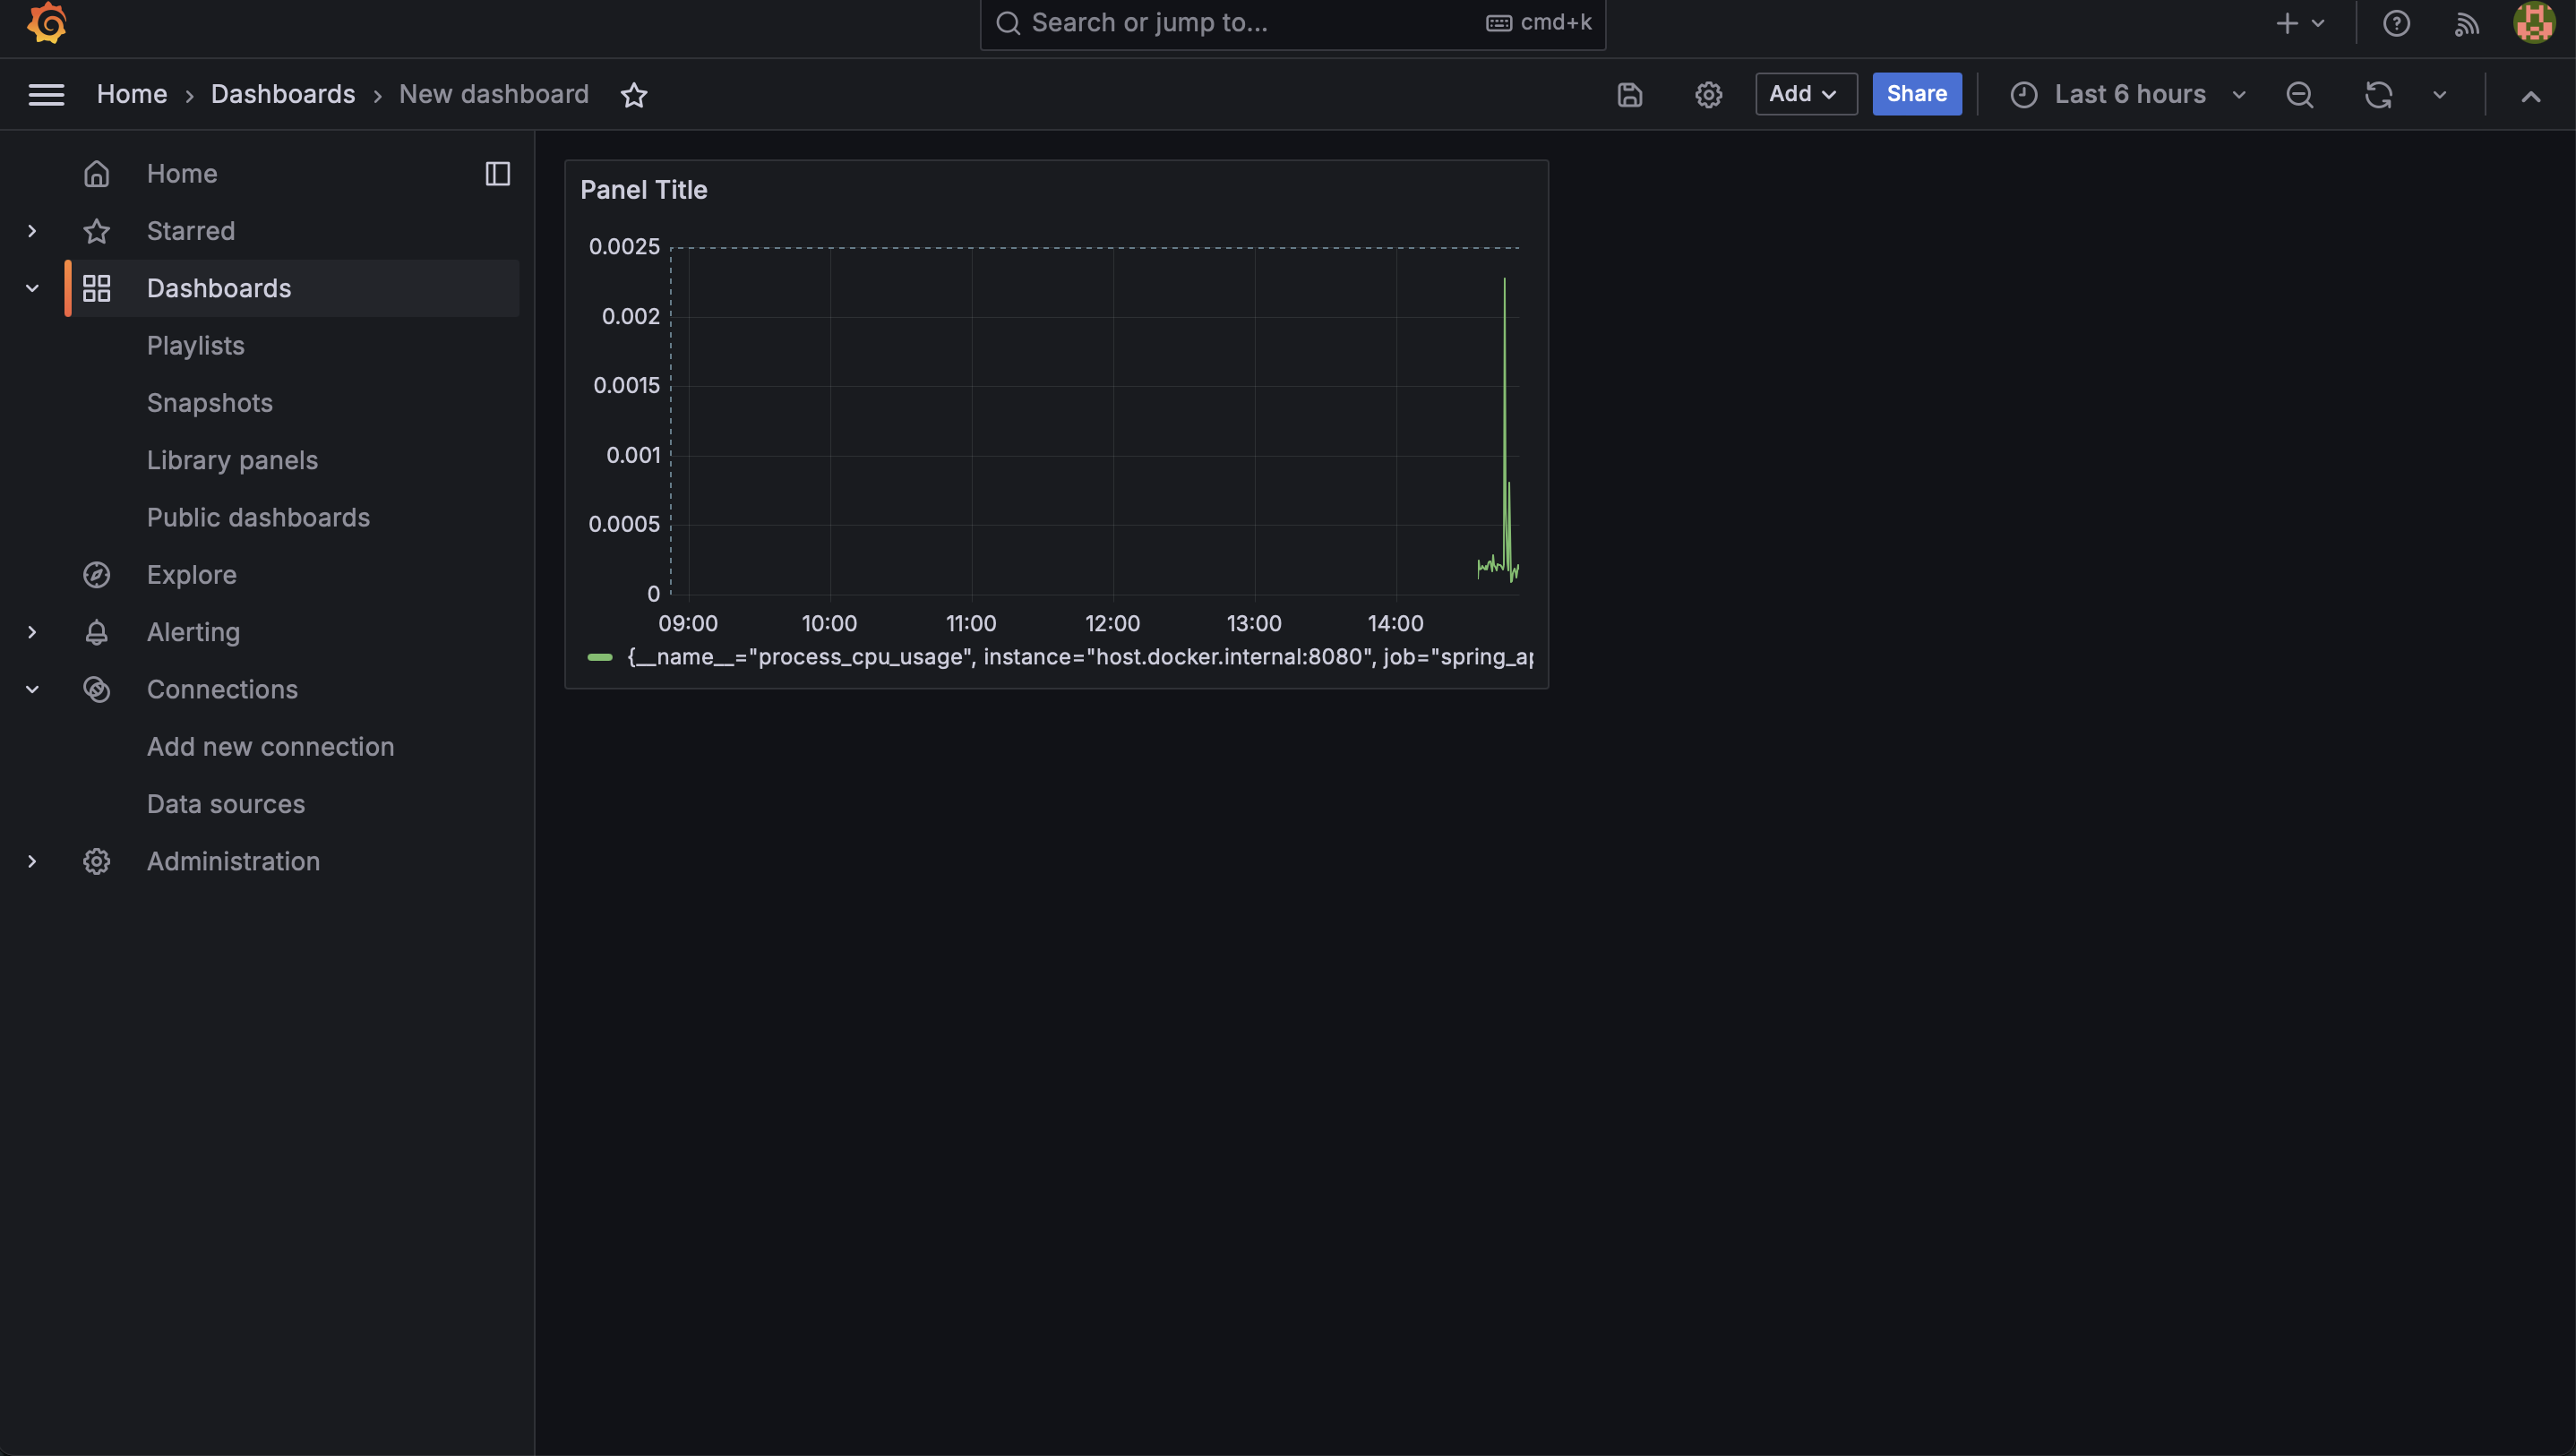 Search or jump to... cmd+k
Home › Dashboards › New dashboard Add Share Last 6 hours
Home
Starred
Dashboards
Playlists
Snapshots
Library panels
Public dashboards
Explore
Alerting
Connections
Add new connection
Data sources
Administration
Panel Title
0.0025
0.002
0.0015
0.001
0.0005
0
09:00 10:00 11:00 12:00 13:00 14:00
{__name__="process_cpu_usage", instance="host.docker.internal:8080", job="spring_ap